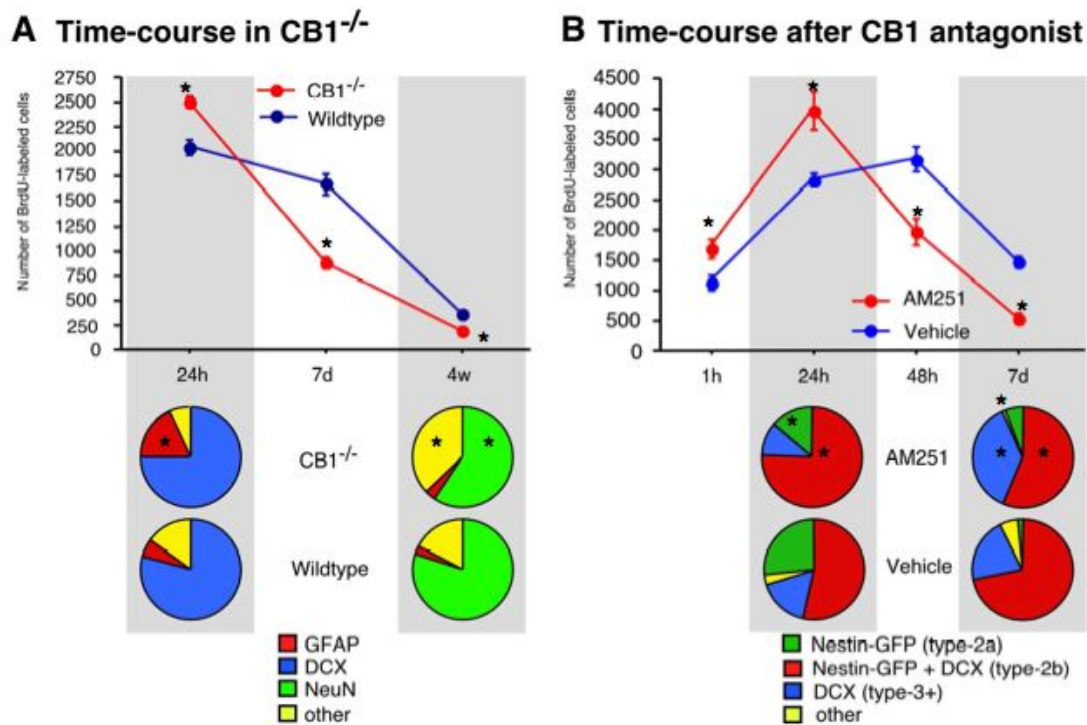 A Time-course in CB1-/-
Number of BrdU-labeled cells
2750
2500
2250
2000
1750
1500
1250
1000
750
500
250
0
*
CB1-/-
Wildtype
*
*
24h 7d 4w
* CB1-/- * *
Wildtype
GFAP
DCX
NeuN
other
B Time-course after CB1 antagonist
Number of BrdU-labeled cells
4500
4000
3500
3000
2500
2000
1500
1000
500
0
*
*
*
*
AM251
Vehicle
1h 24h 48h 7d
* * AM251 * * *
Vehicle
Nestin-GFP (type-2a)
Nestin-GFP + DCX (type-2b)
DCX (type-3+)
other